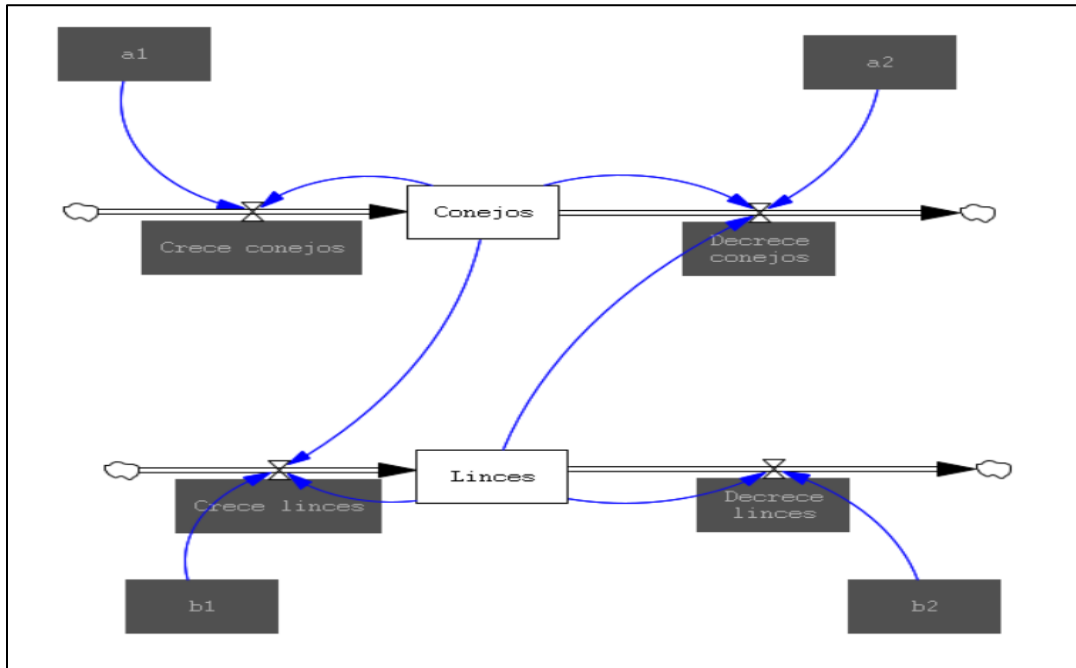 a1
a2
Conejos
Crece conejos
Decrece
conejos
Linces
Crece linces
Decrece
linces
b1
b2